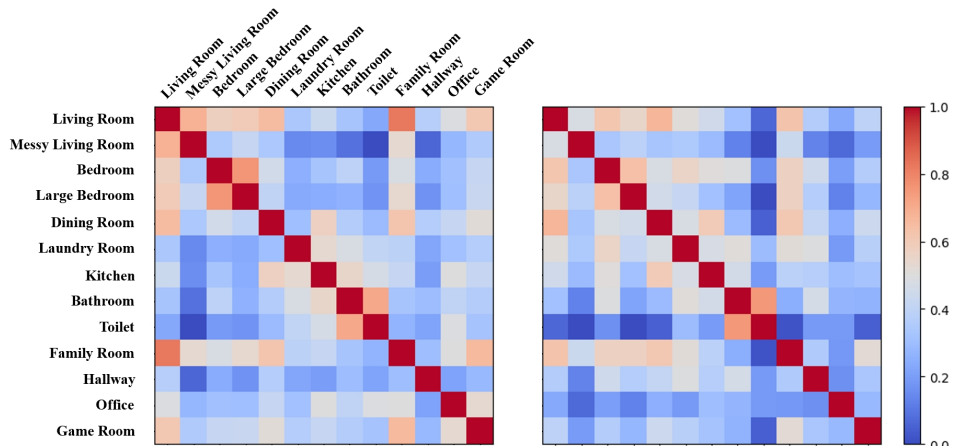 Living Room
Messy Living Room
Bedroom
Large Bedroom
Dining Room
Laundry Room
Kitchen
Bathroom
Toilet
Family Room
Hallway
Office
Game Room
Living Room
Messy Living Room
Bedroom
Large Bedroom
Dining Room
Laundry Room
Kitchen
Bathroom
Toilet
Family Room
Hallway
Office
Game Room
1.0
0.8
0.6
0.4
0.2
0.0